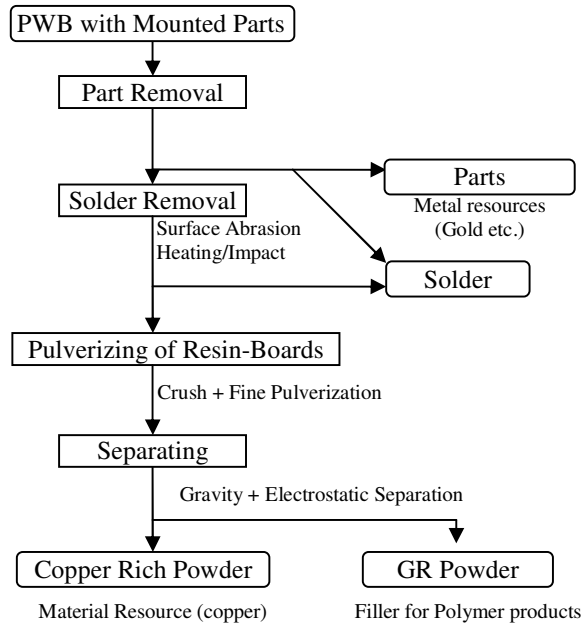 PWB with Mounted Parts
Part Removal
Parts
Solder Removal
Metal resources
(Gold etc.)
Surface Abrasion
Heating/Impact
Solder
Pulverizing of Resin-Boards
Crush + Fine Pulverization
Separating
Gravity + Electrostatic Separation
Copper Rich Powder
GR Powder
Material Resource (copper)
Filler for Polymer products